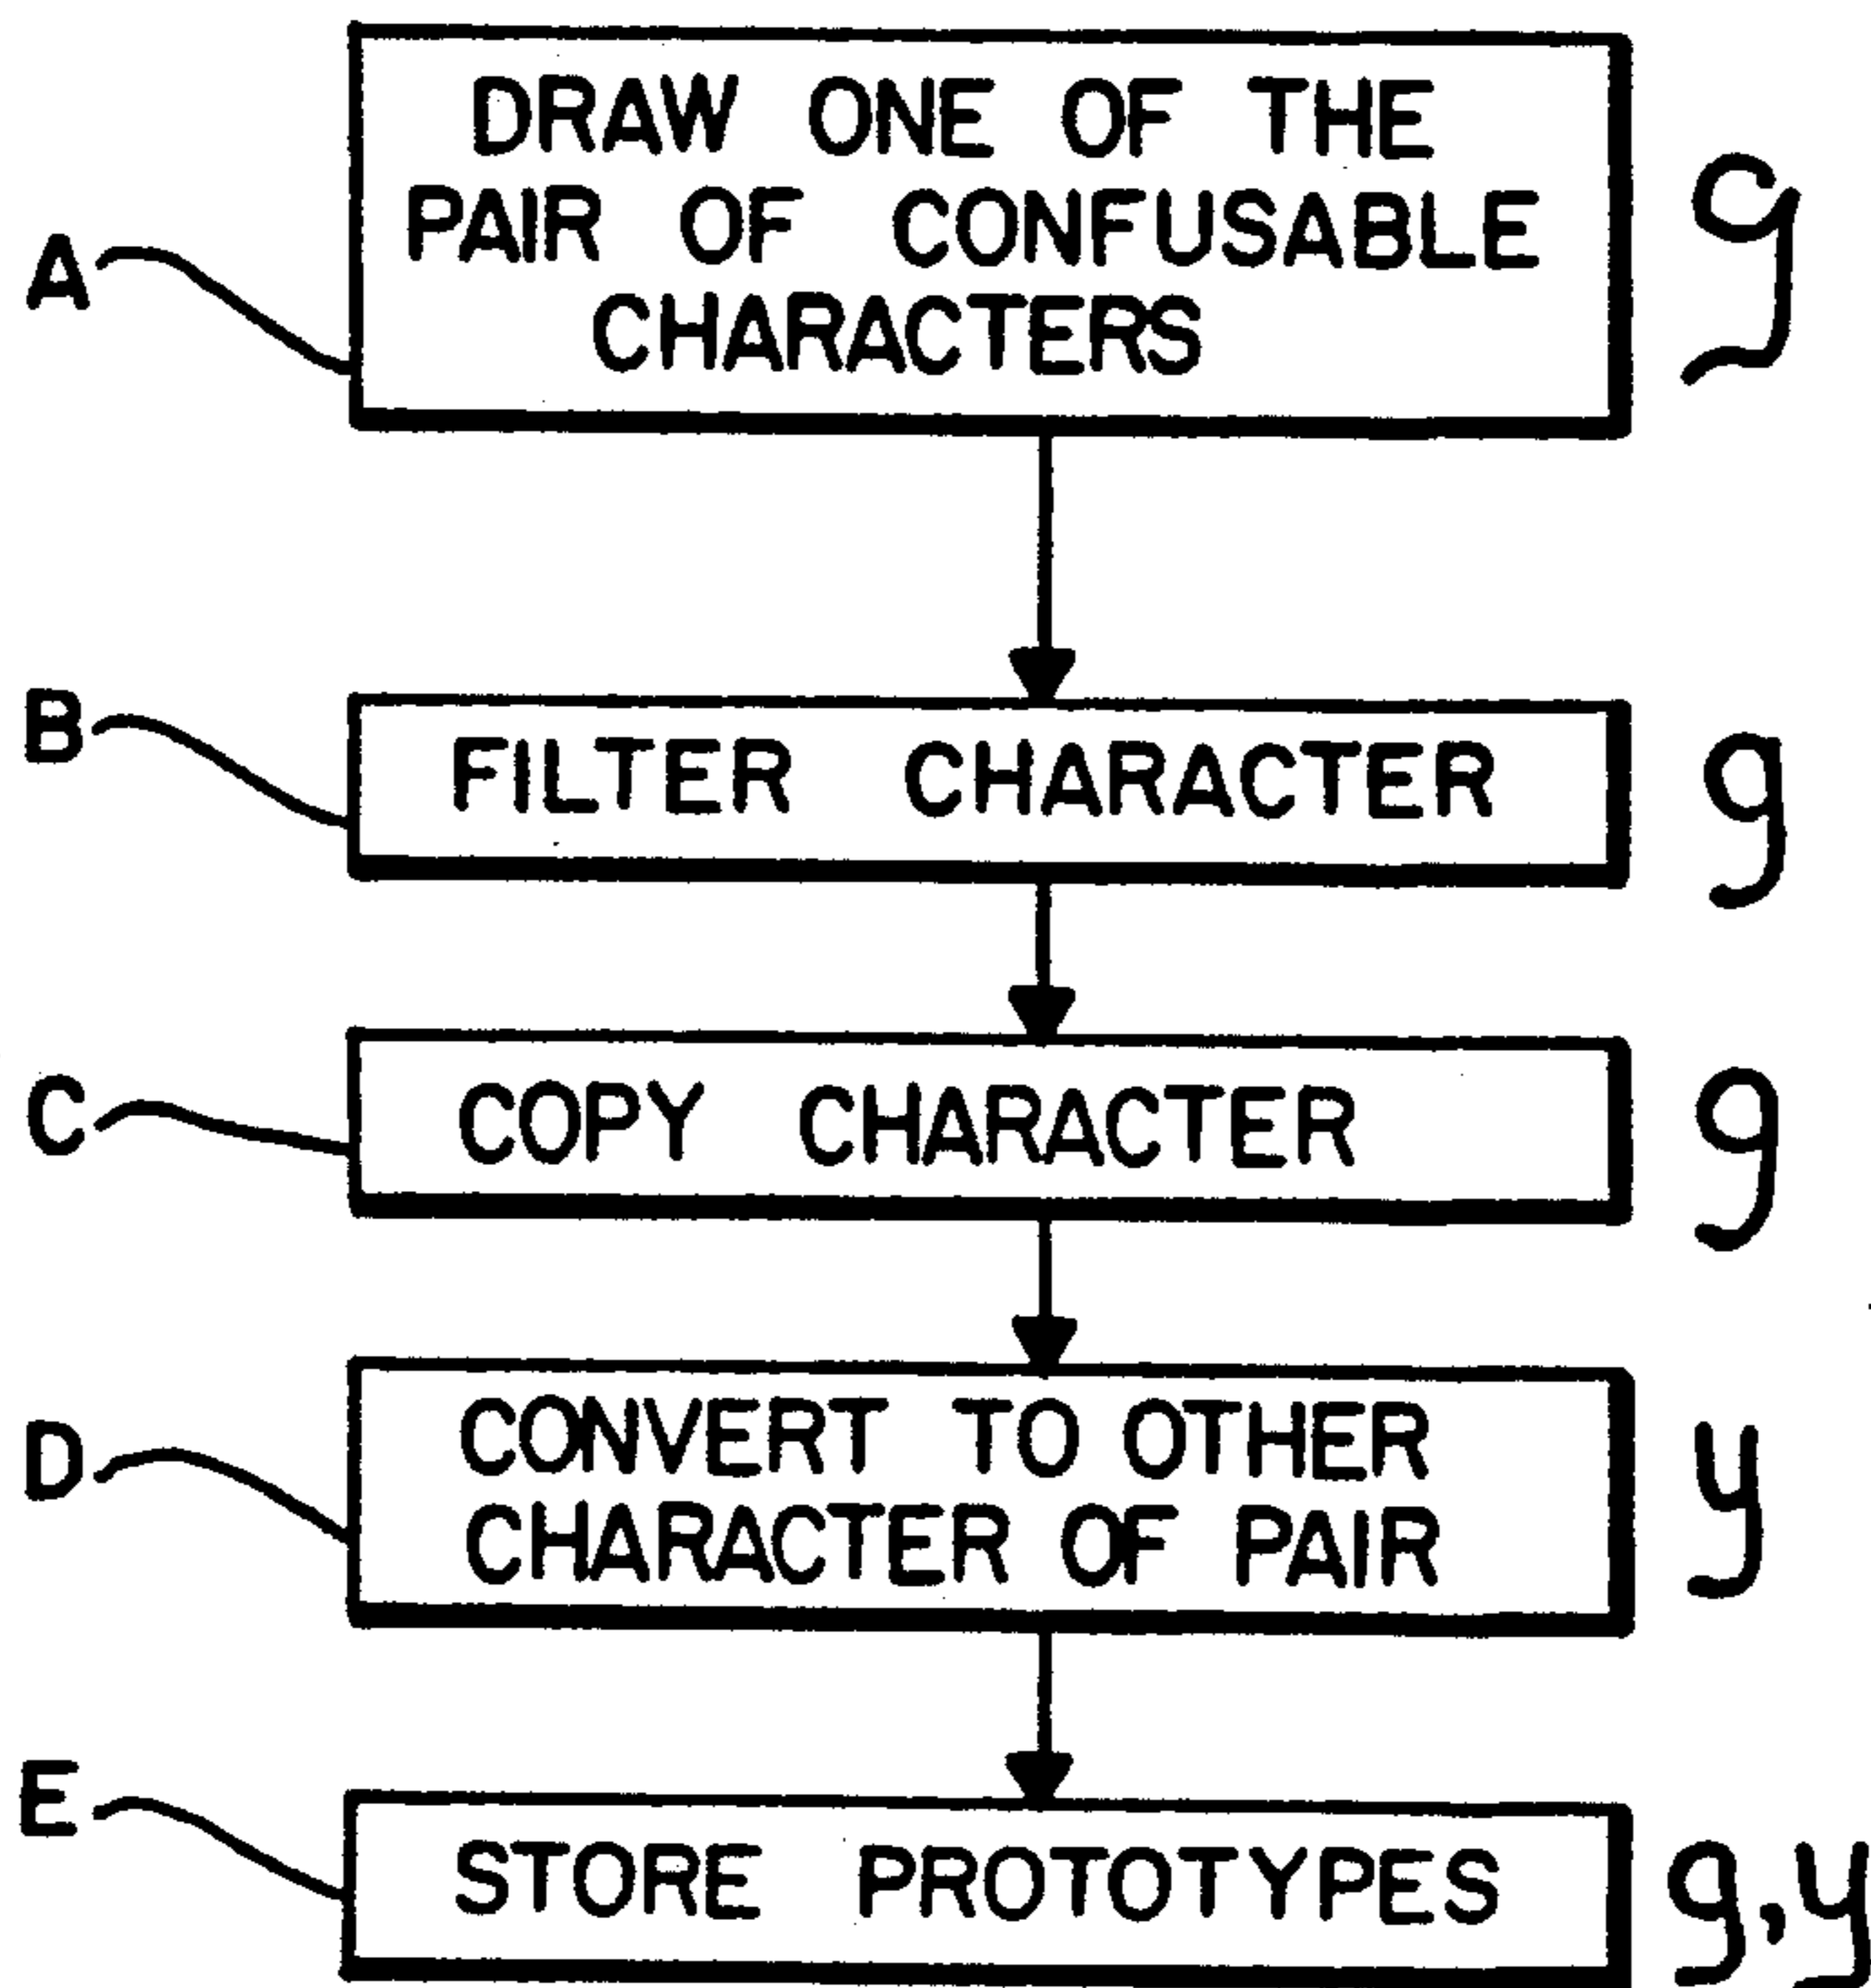 DRAW ONE OF THE
PAIR OF CONFUSABLE
CHARACTERS
A
g
B
FILTER CHARACTER
g
C
COPY CHARACTER
g
D
CONVERT TO OTHER
CHARACTER OF PAIR
y
E
STORE PROTOTYPES
g,y